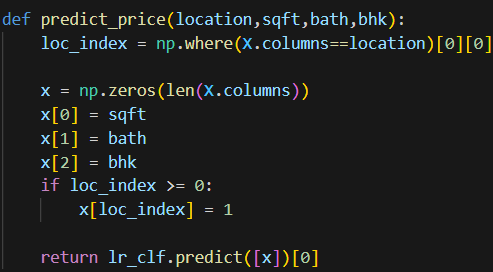 def predict_price(location,sqft,bath,bhk):
    loc_index = np.where(X.columns==location)[0][0]

    x = np.zeros(len(X.columns))
    x[0] = sqft
    x[1] = bath
    x[2] = bhk
    if loc_index >= 0:
        x[loc_index] = 1

    return lr_clf.predict([x])[0]